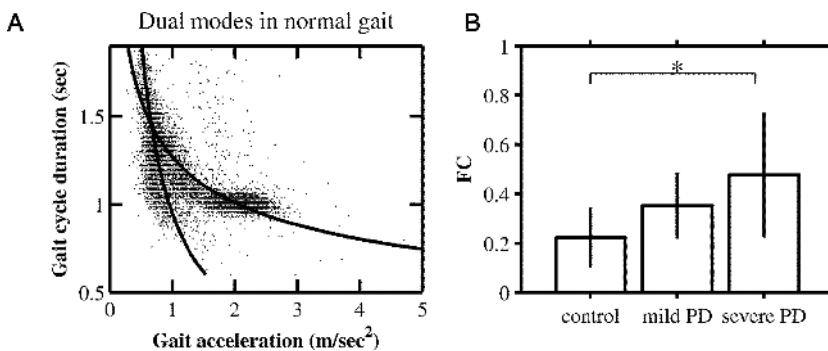 A
Dual modes in normal gait
Gait cycle duration (sec)
1.5
1
0.5
0
1
2
3
4
5
Gait acceleration (m/sec²)
B
FC
1
0.8
0.6
0.4
0.2
0
*
control
mild PD
severe PD